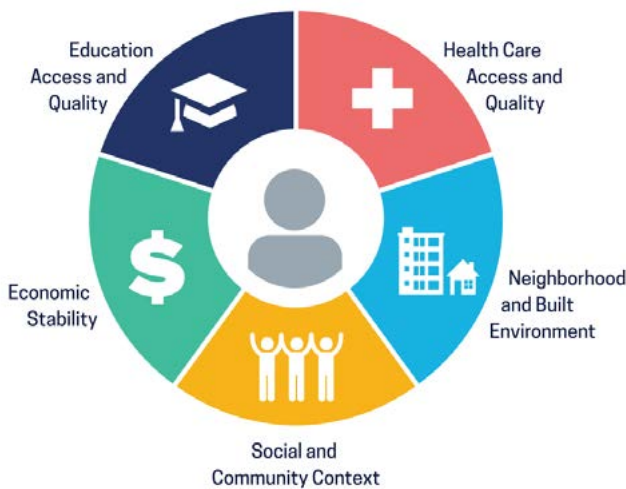 Education
Access and
Quality
Health Care
Access and
Quality
Economic
Stability
Neighborhood
and Built
Environment
Social and
Community Context